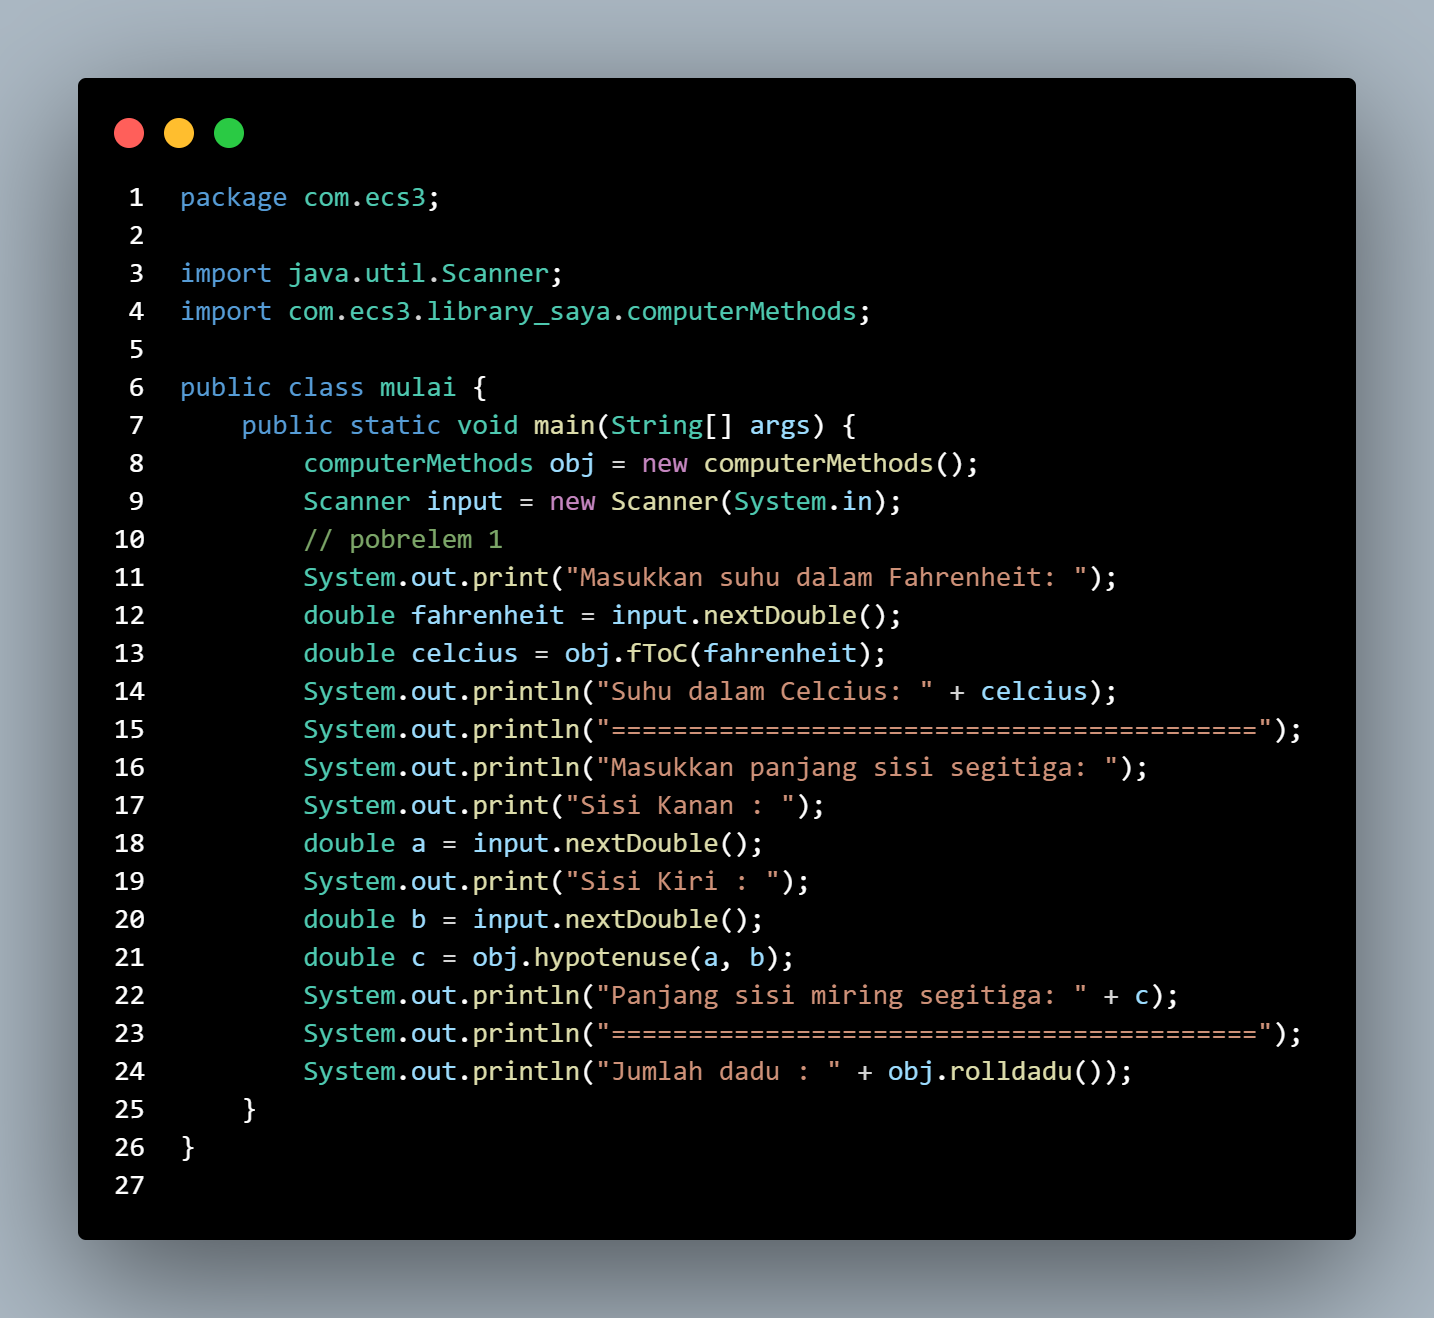 1 package com.ecs3;
2
3 import java.util.Scanner;
4 import com.ecs3.library_saya.computerMethods;
5
6 public class mulai {
7     public static void main(String[] args) {
8         computerMethods obj = new computerMethods();
9         Scanner input = new Scanner(System.in);
10         // pobrelem 1
11         System.out.print("Masukkan suhu dalam Fahrenheit: ");
12         double fahrenheit = input.nextDouble();
13         double celcius = obj.fToC(fahrenheit);
14         System.out.println("Suhu dalam Celcius: " + celcius);
15         System.out.println("==========================================");
16         System.out.println("Masukkan panjang sisi segitiga: ");
17         System.out.print("Sisi Kanan : ");
18         double a = input.nextDouble();
19         System.out.print("Sisi Kiri : ");
20         double b = input.nextDouble();
21         double c = obj.hypotenuse(a, b);
22         System.out.println("Panjang sisi miring segitiga: " + c);
23         System.out.println("==========================================");
24         System.out.println("Jumlah dadu : " + obj.rolldadu());
25     }
26 }
27